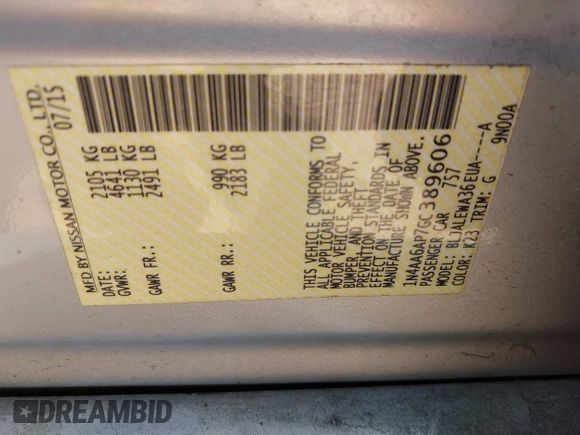 MFD BY NISSAN MOTOR CO., LTD.
DATE: 07/15
GVWR: 2105 KG
4641 LB
GAWR FR: 1130 KG
2491 LB
GAWR RR: 990 KG
2183 LB
THIS VEHICLE CONFORMS TO
ALL APPLICABLE FEDERAL
MOTOR VEHICLE SAFETY,
BUMPER, AND THEFT
PREVENTION STANDARDS IN
EFFECT ON THE DATE OF
MANUFACTURE SHOWN ABOVE.
1N4AA6AP7GC389606
PASSENGER CAR 757
MODEL: BLJALEWA36EUA----A
COLOR: K23 TRIM: G 9N00A
DREAMBID